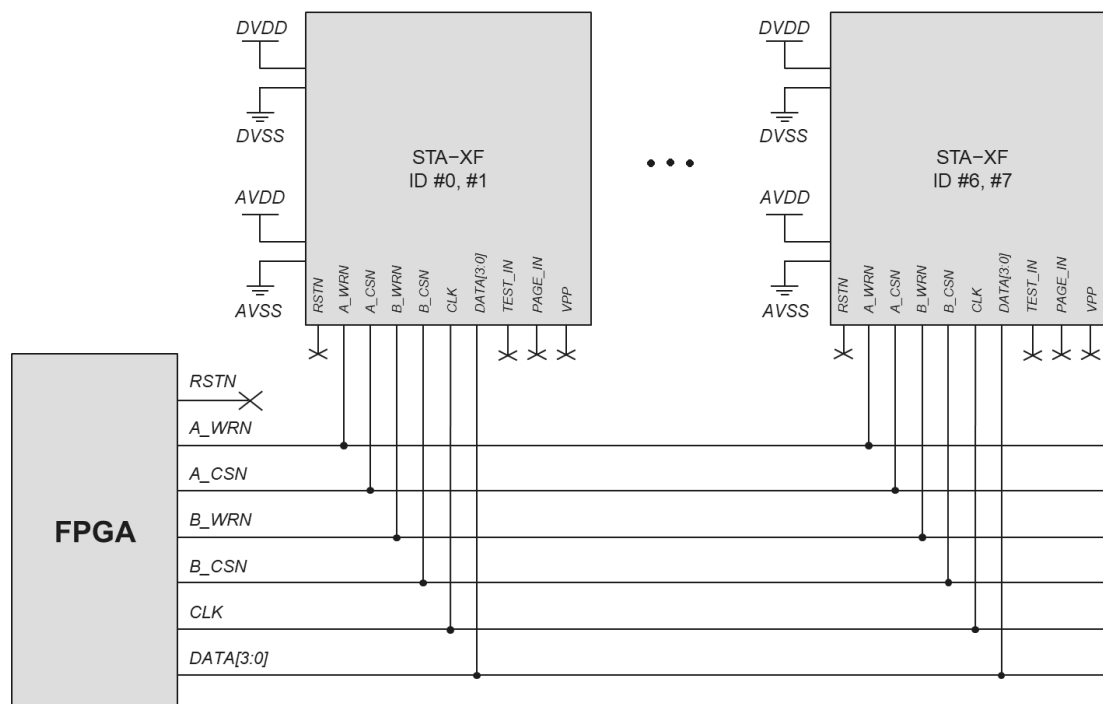 DVDD
DVSS
AVDD
AVSS
STA−XF
ID #0, #1
RSTN
A_WRN
A_CSN
B_WRN
B_CSN
CLK
DATA[3:0]
TEST_IN
PAGE_IN
VPP
DVDD
DVSS
AVDD
AVSS
STA−XF
ID #6, #7
RSTN
A_WRN
A_CSN
B_WRN
B_CSN
CLK
DATA[3:0]
TEST_IN
PAGE_IN
VPP
FPGA
RSTN
A_WRN
A_CSN
B_WRN
B_CSN
CLK
DATA[3:0]